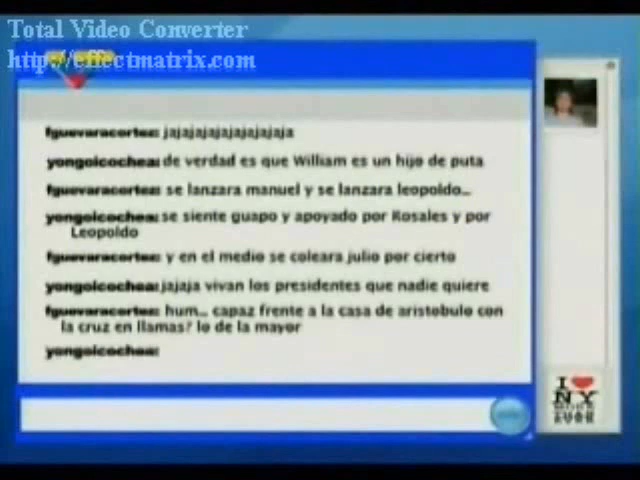 Total Video Converter
http://effectmatrix.com
fguevaracortez: jajajajajajajajajaja
yongoicochea: de verdad es que William es un hijo de puta
fguevaracortez: se lanzara manuel y se lanzara leopoldo...
yongoicochea: se siente guapo y apoyado por Rosales y por
Leopoldo
fguevaracortez: y en el medio se coleara julio por cierto
yongoicochea: jajaja vivan los presidentes que nadie quiere
fguevaracortez: hum... capaz frente a la casa de aristobulo con
la cruz en llamas? lo de la mayor
yongoicochea:
I
NY